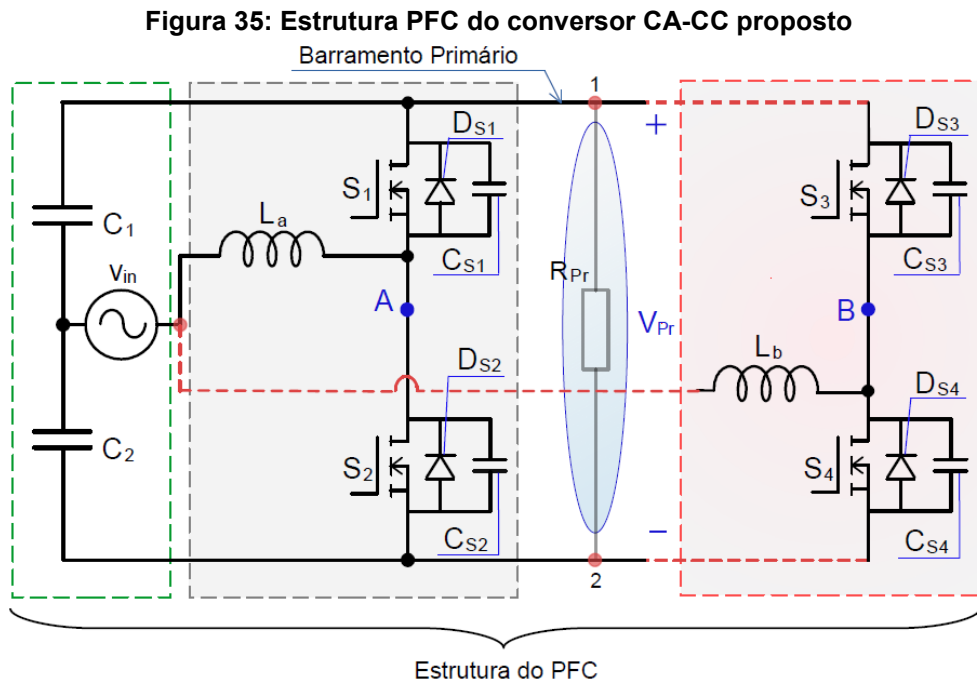 Figura 35: Estrutura PFC do conversor CA-CC proposto
Barramento Primário
1
+
DS1
S1
CS1
DS3
S3
CS3
C1
La
Vin
A
RPr
VPr
B
Lb
C2
DS2
S2
CS2
DS4
S4
CS4
−
2
Estrutura do PFC